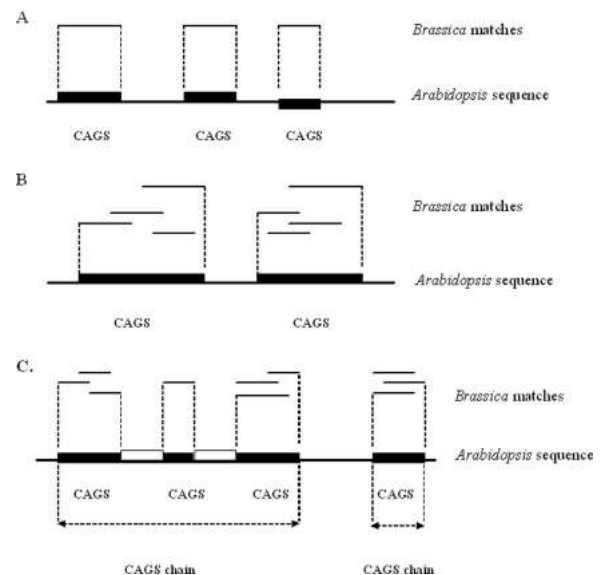 A
Brassica matches
Arabidopsis sequence
CAGS CAGS CAGS
B
Brassica matches
Arabidopsis sequence
CAGS CAGS
C.
Brassica matches
Arabidopsis sequence
CAGS CAGS CAGS CAGS
CAGS chain CAGS chain